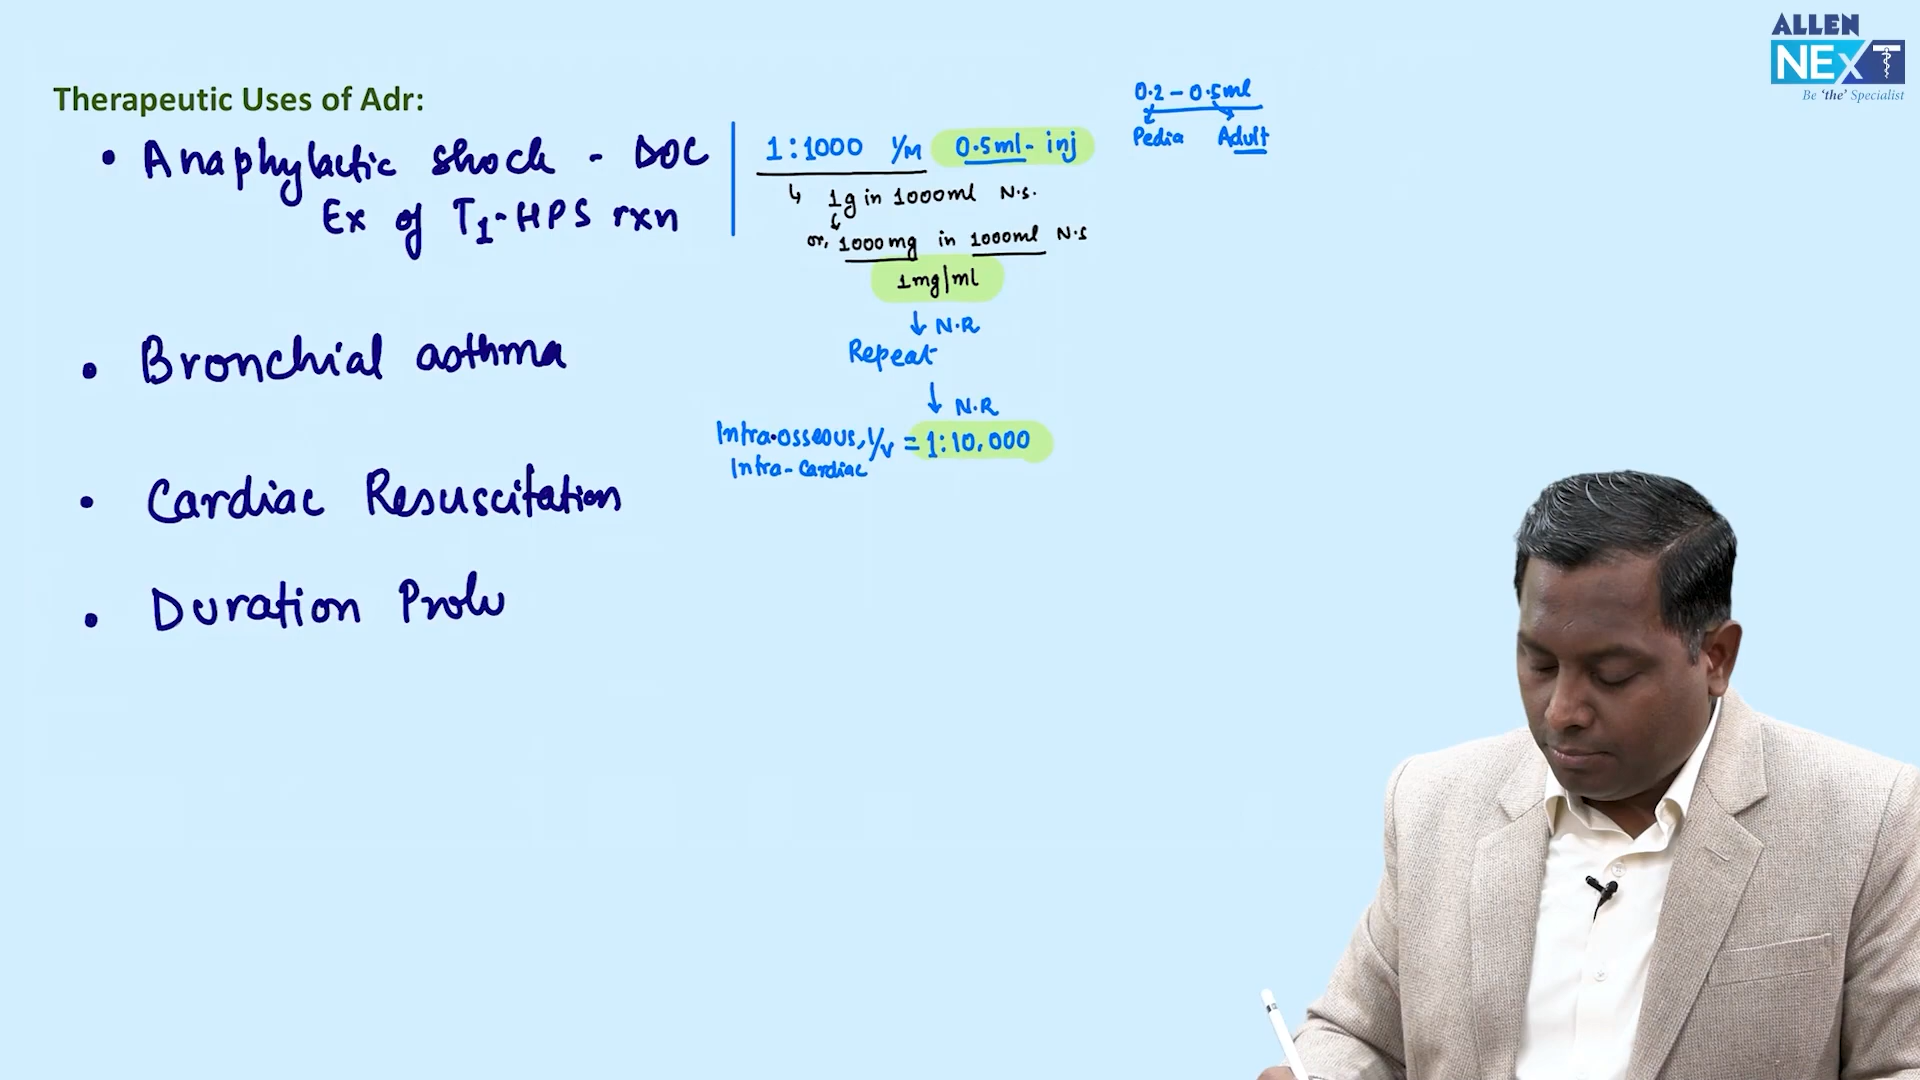 ALLEN
NEXT
Be 'the' Specialist
Therapeutic Uses of Adr:
• Anaphylactic shock - DOC
Ex of T1-HPS rxn
1:1000 I/M 0.5ml- inj
0.2 - 0.5ml
Pedia Adult
↳ 1g in 1000ml N.S.
or, 1000mg in 1000ml N.S
1mg/ml
↓ N.R
Repeat
↓ N.R
Intra-osseous, I/V = 1:10,000
Intra-Cardiac
• Bronchial asthma
• Cardiac Resuscitation
• Duration Prolo